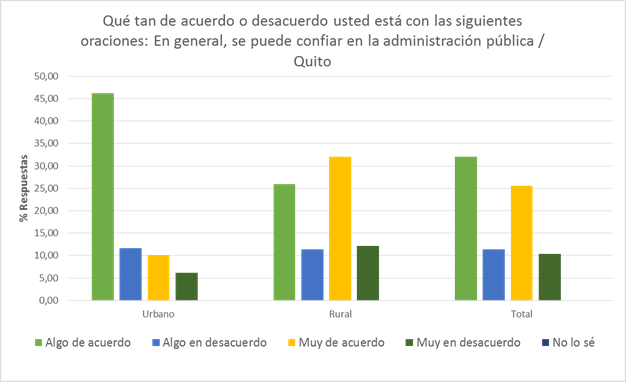 Qué tan de acuerdo o desacuerdo usted está con las siguientes
oraciones: En general, se puede confiar en la administración pública /
Quito
% Respuestas
50,00
45,00
40,00
35,00
30,00
25,00
20,00
15,00
10,00
5,00
0,00
Urbano Rural Total
Algo de acuerdo Algo en desacuerdo Muy de acuerdo Muy en desacuerdo No lo sé